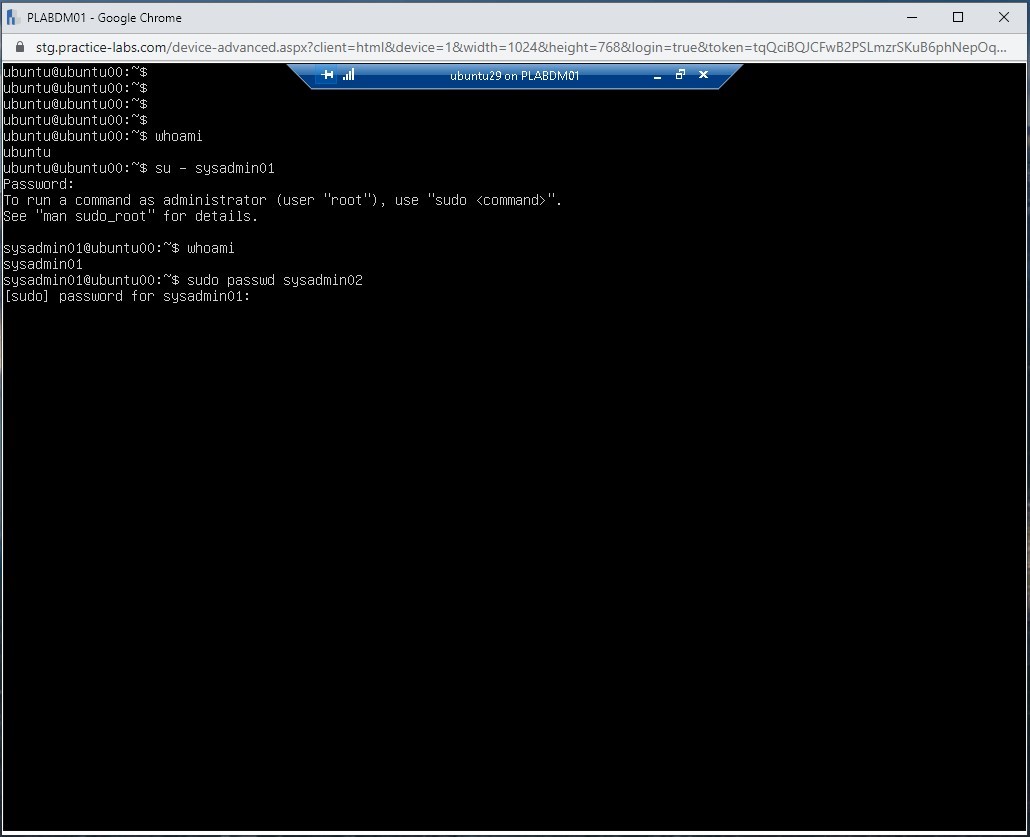 PLABDM01 - Google Chrome
stg.practice-labs.com/device-advanced.aspx?client=html&device=1&width=1024&height=768&login=true&token=tqQciBQJCFwB2PSLmzrSKuB6phNepOq...
ubuntu29 on PLABDM01
ubuntu@ubuntu00:~$
ubuntu@ubuntu00:~$
ubuntu@ubuntu00:~$
ubuntu@ubuntu00:~$
ubuntu@ubuntu00:~$ whoami
ubuntu
ubuntu@ubuntu00:~$ su - sysadmin01
Password:
To run a command as administrator (user "root"), use "sudo <command>".
See "man sudo_root" for details.
sysadmin01@ubuntu00:~$ whoami
sysadmin01
sysadmin01@ubuntu00:~$ sudo passwd sysadmin02
[sudo] password for sysadmin01: